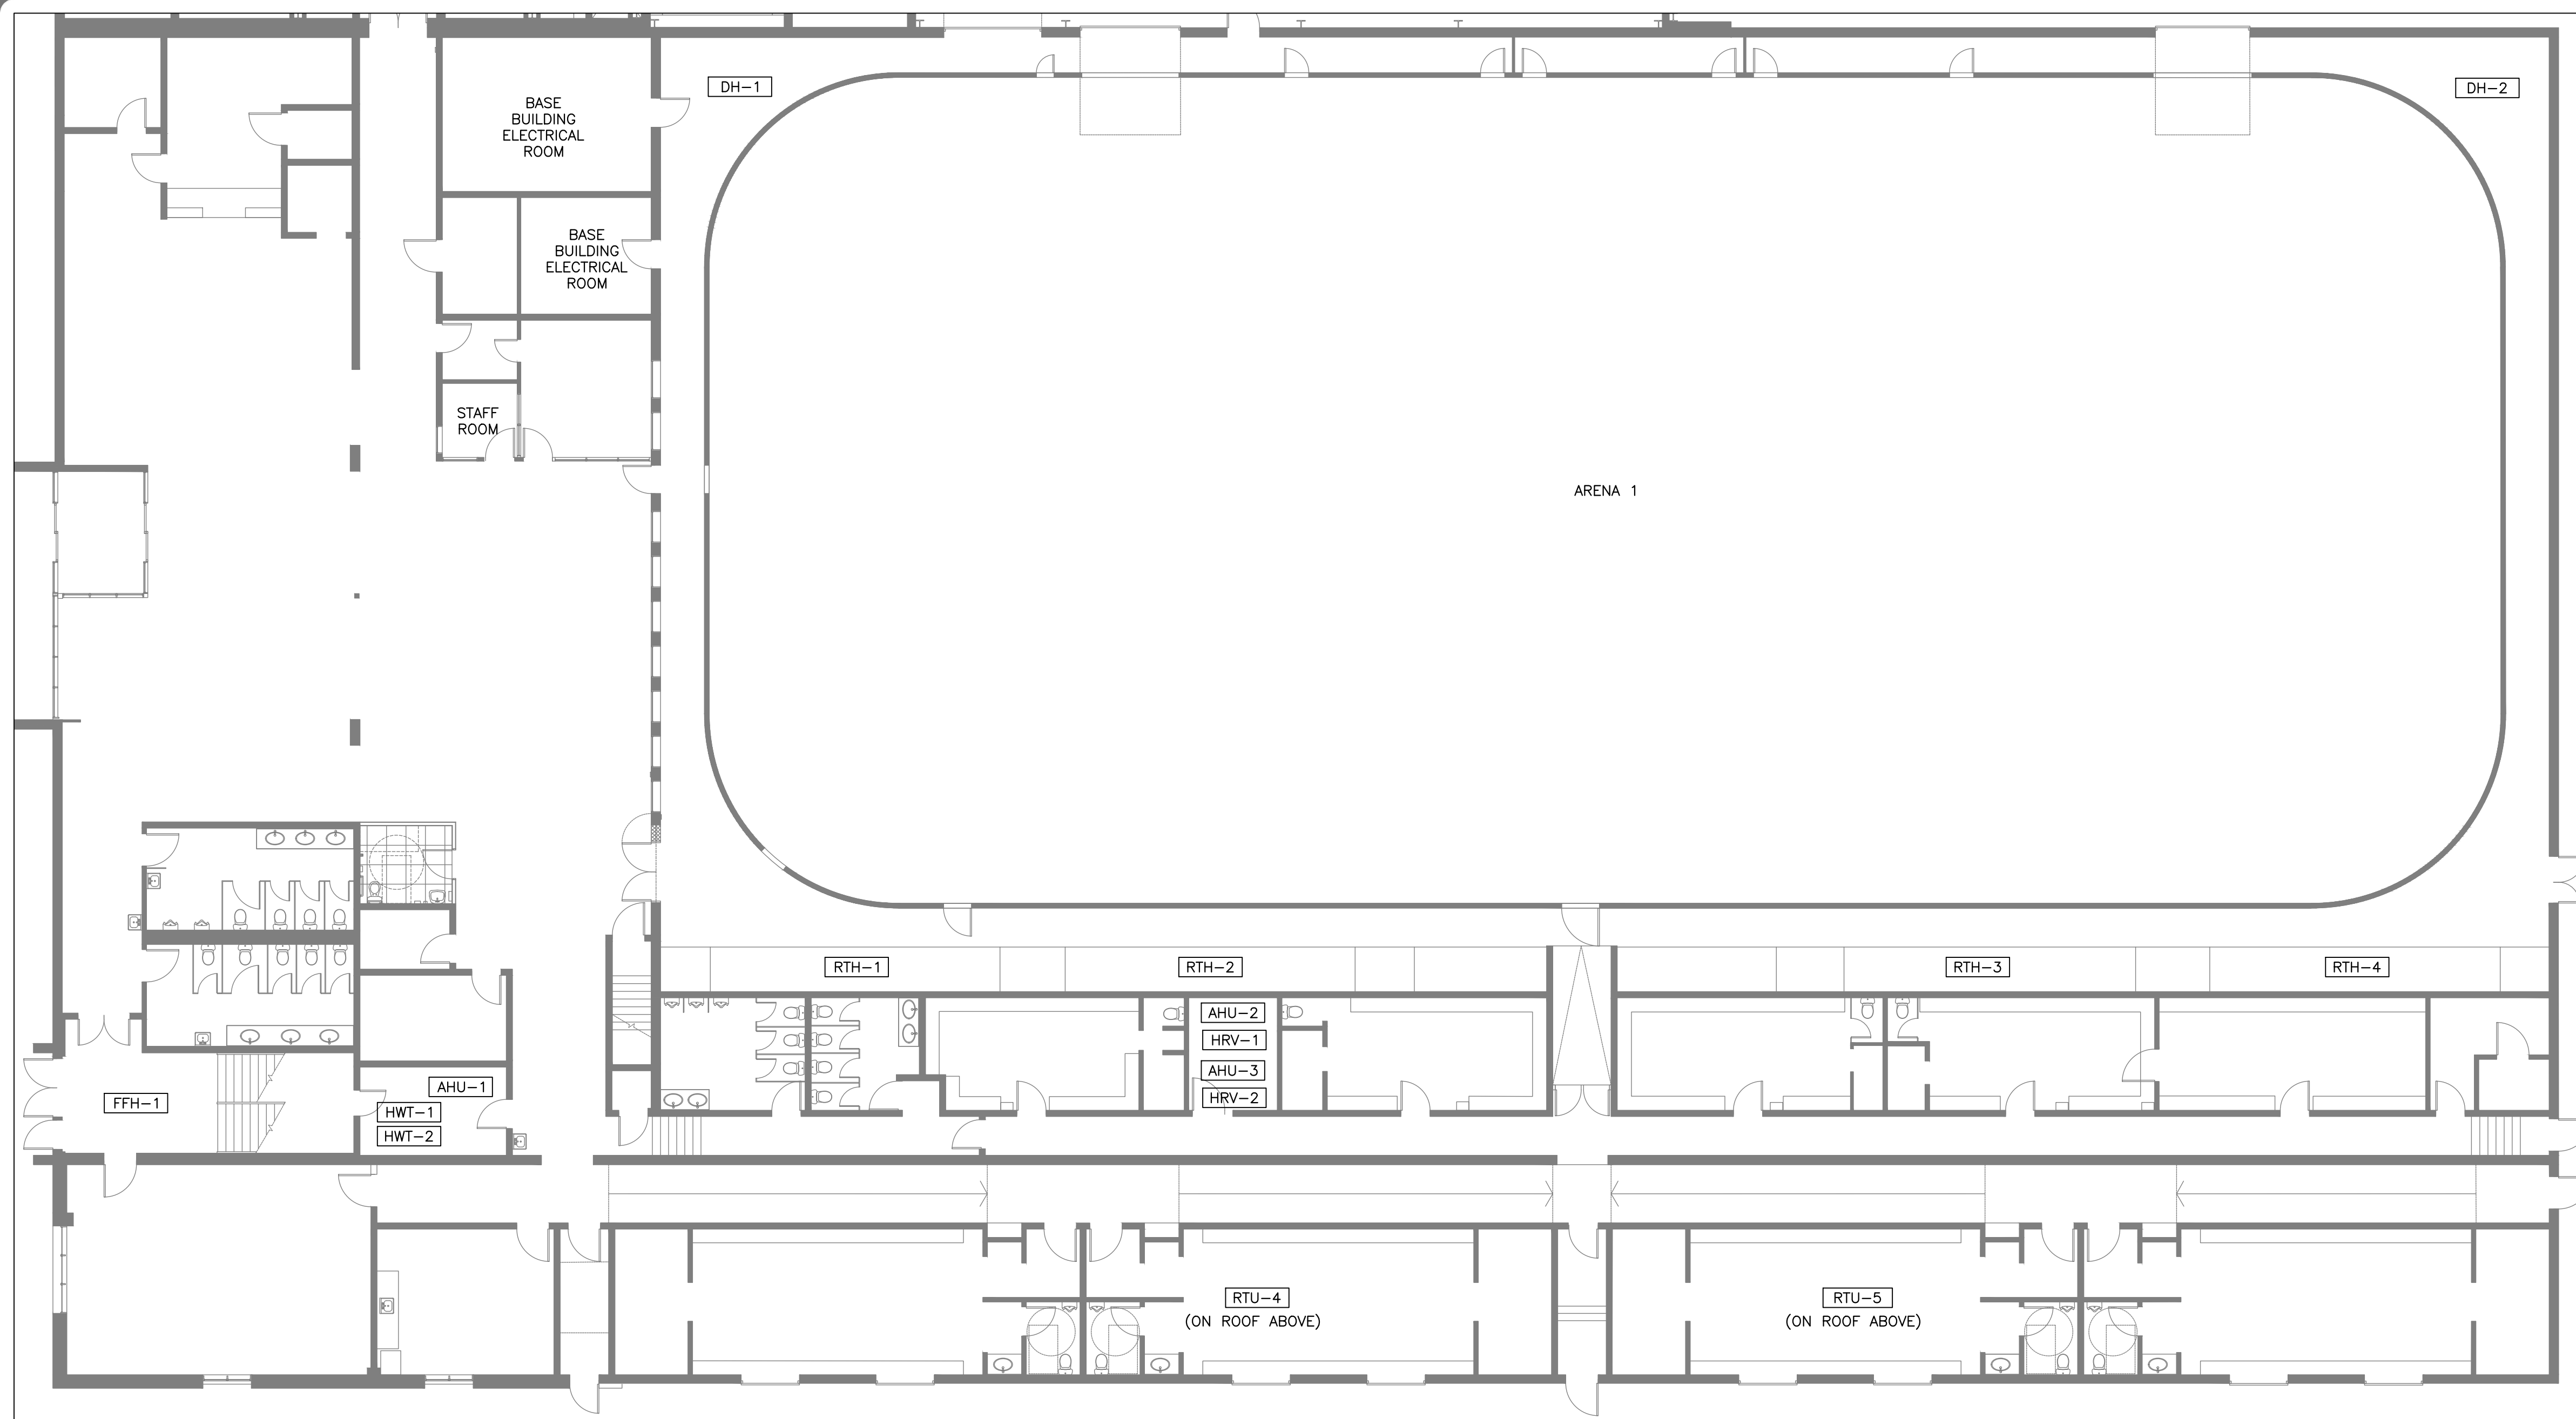 DH-1
DH-2
BASE
BUILDING
ELECTRICAL
ROOM
BASE
BUILDING
ELECTRICAL
ROOM
STAFF
ROOM
ARENA 1
RTH-1
RTH-2
RTH-3
RTH-4
AHU-2
HRV-1
AHU-3
HRV-2
AHU-1
FFH-1
HWT-1
HWT-2
RTU-4
(ON ROOF ABOVE)
RTU-5
(ON ROOF ABOVE)